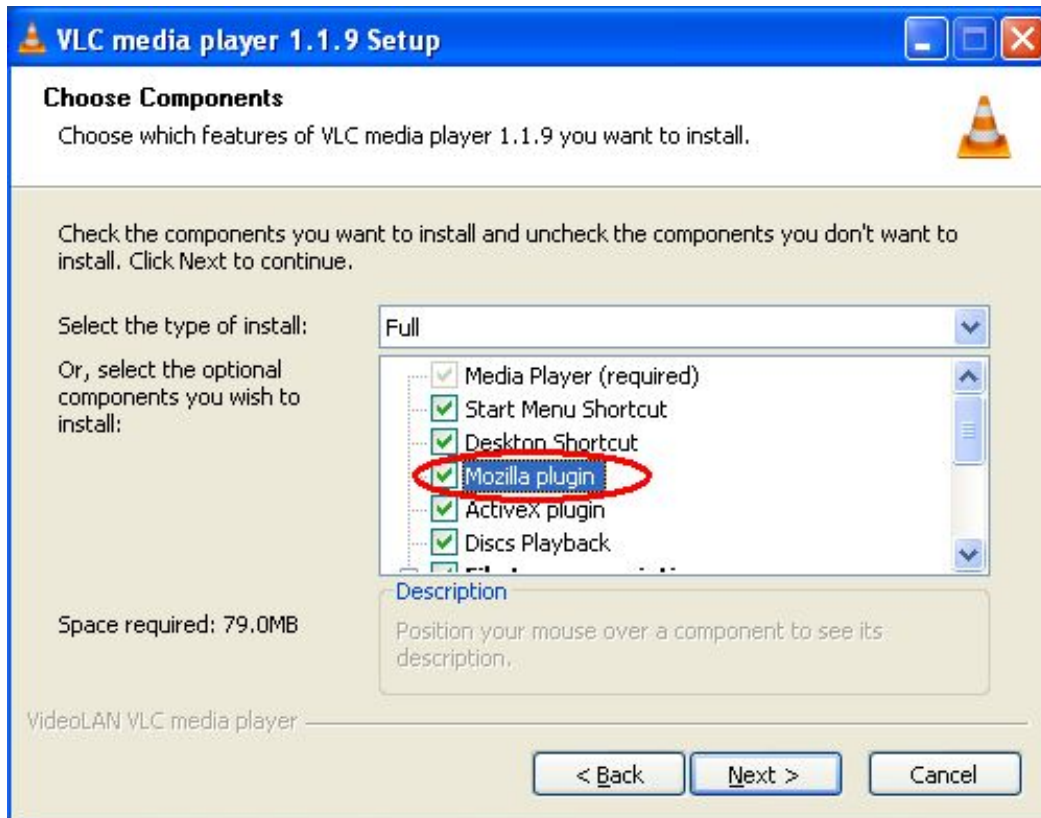 VLC media player 1.1.9 Setup
Choose Components
Choose which features of VLC media player 1.1.9 you want to install.
Check the components you want to install and uncheck the components you don't want to
install. Click Next to continue.
Select the type of install:
Full
Or, select the optional
components you wish to
install:
Media Player (required)
Start Menu Shortcut
Desktop Shortcut
Mozilla plugin
ActiveX plugin
Discs Playback
Space required: 79.0MB
Description
Position your mouse over a component to see its
description.
VideoLAN VLC media player
< Back
Next >
Cancel